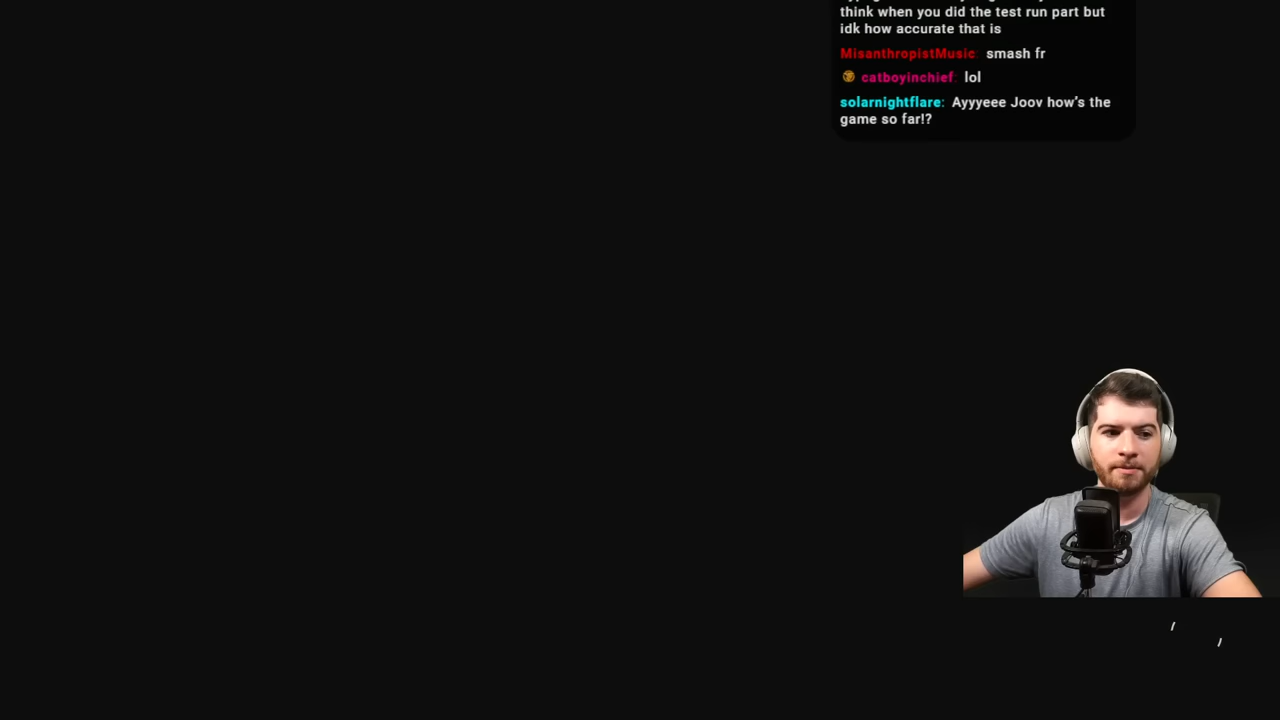 think when you did the test run part but
idk how accurate that is
MisanthropistMusic: smash fr
catboyinchief: lol
solarnightflare: Ayyyeee Joov how's the
game so far!?
/
/